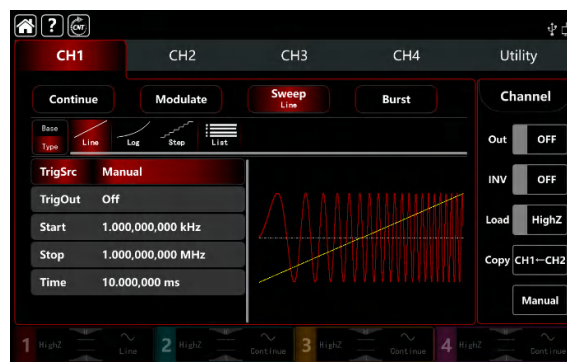 ? CNT
CH1 CH2 CH3 CH4 Utility
Continue Modulate Sweep Burst Channel
Line
Base
Type Line Log Step List
Out OFF
TrigSrc Manual
INV OFF
TrigOut Off
Start 1.000,000,000 kHz
Load HighZ
Stop 1.000,000,000 MHz
Copy CH1←CH2
Time 10.000,000 ms
Manual
1 HighZ Line 2 HighZ Continue 3 HighZ Continue 4 HighZ